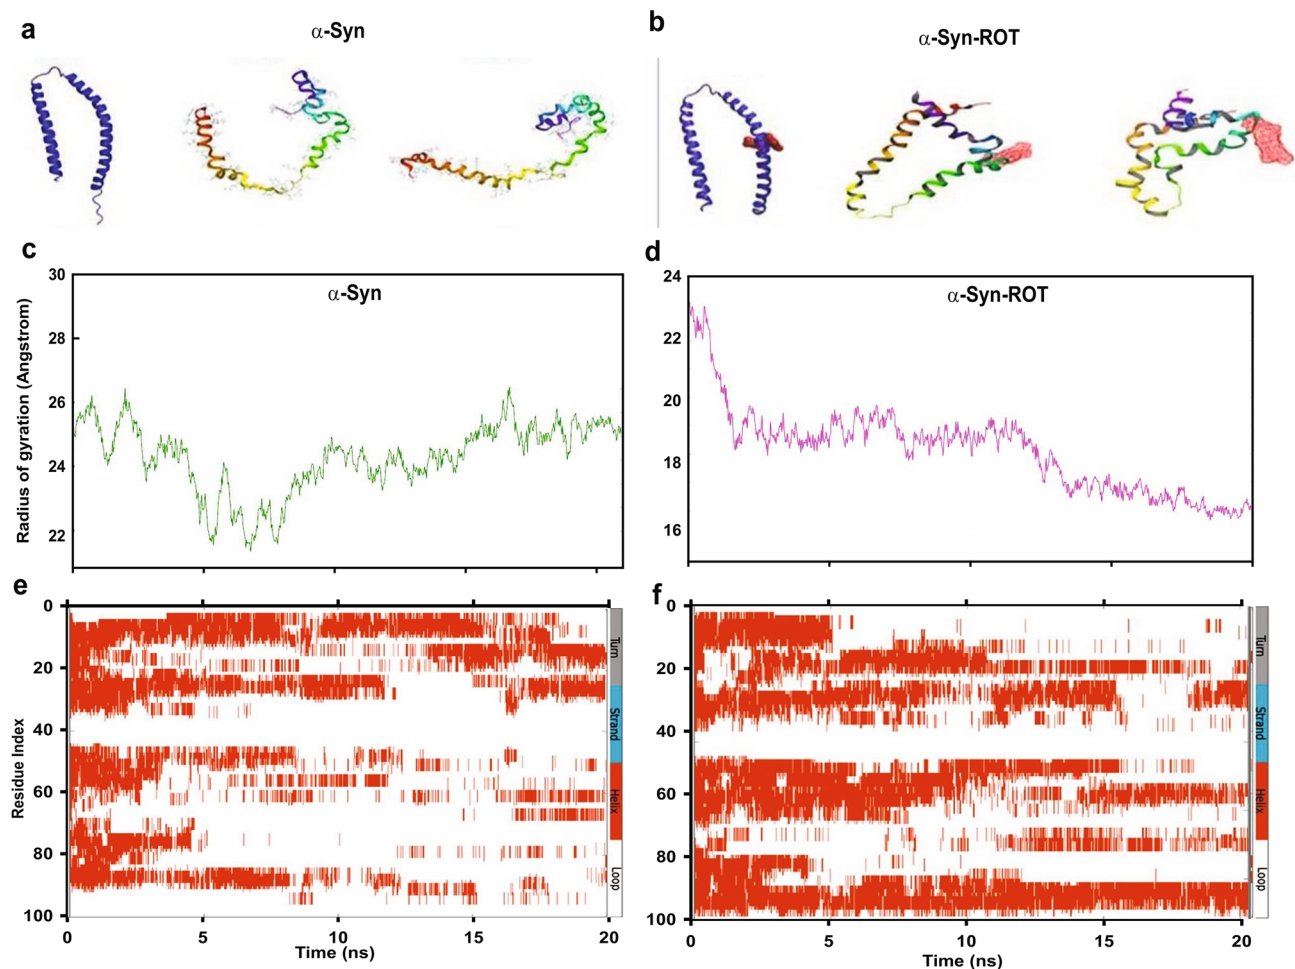 a
α-Syn
b
α-Syn-ROT
c
α-Syn
Radius of gyration (Angstrom)
30
28
26
24
22
d
α-Syn-ROT
24
22
20
18
16
e
Residue Index
0
20
40
60
80
100
0
5
10
15
20
Time (ns)
Turn
Strand
Helix
Loop
f
0
20
40
60
80
100
0
5
10
15
20
Time (ns)
Turn
Strand
Helix
Loop